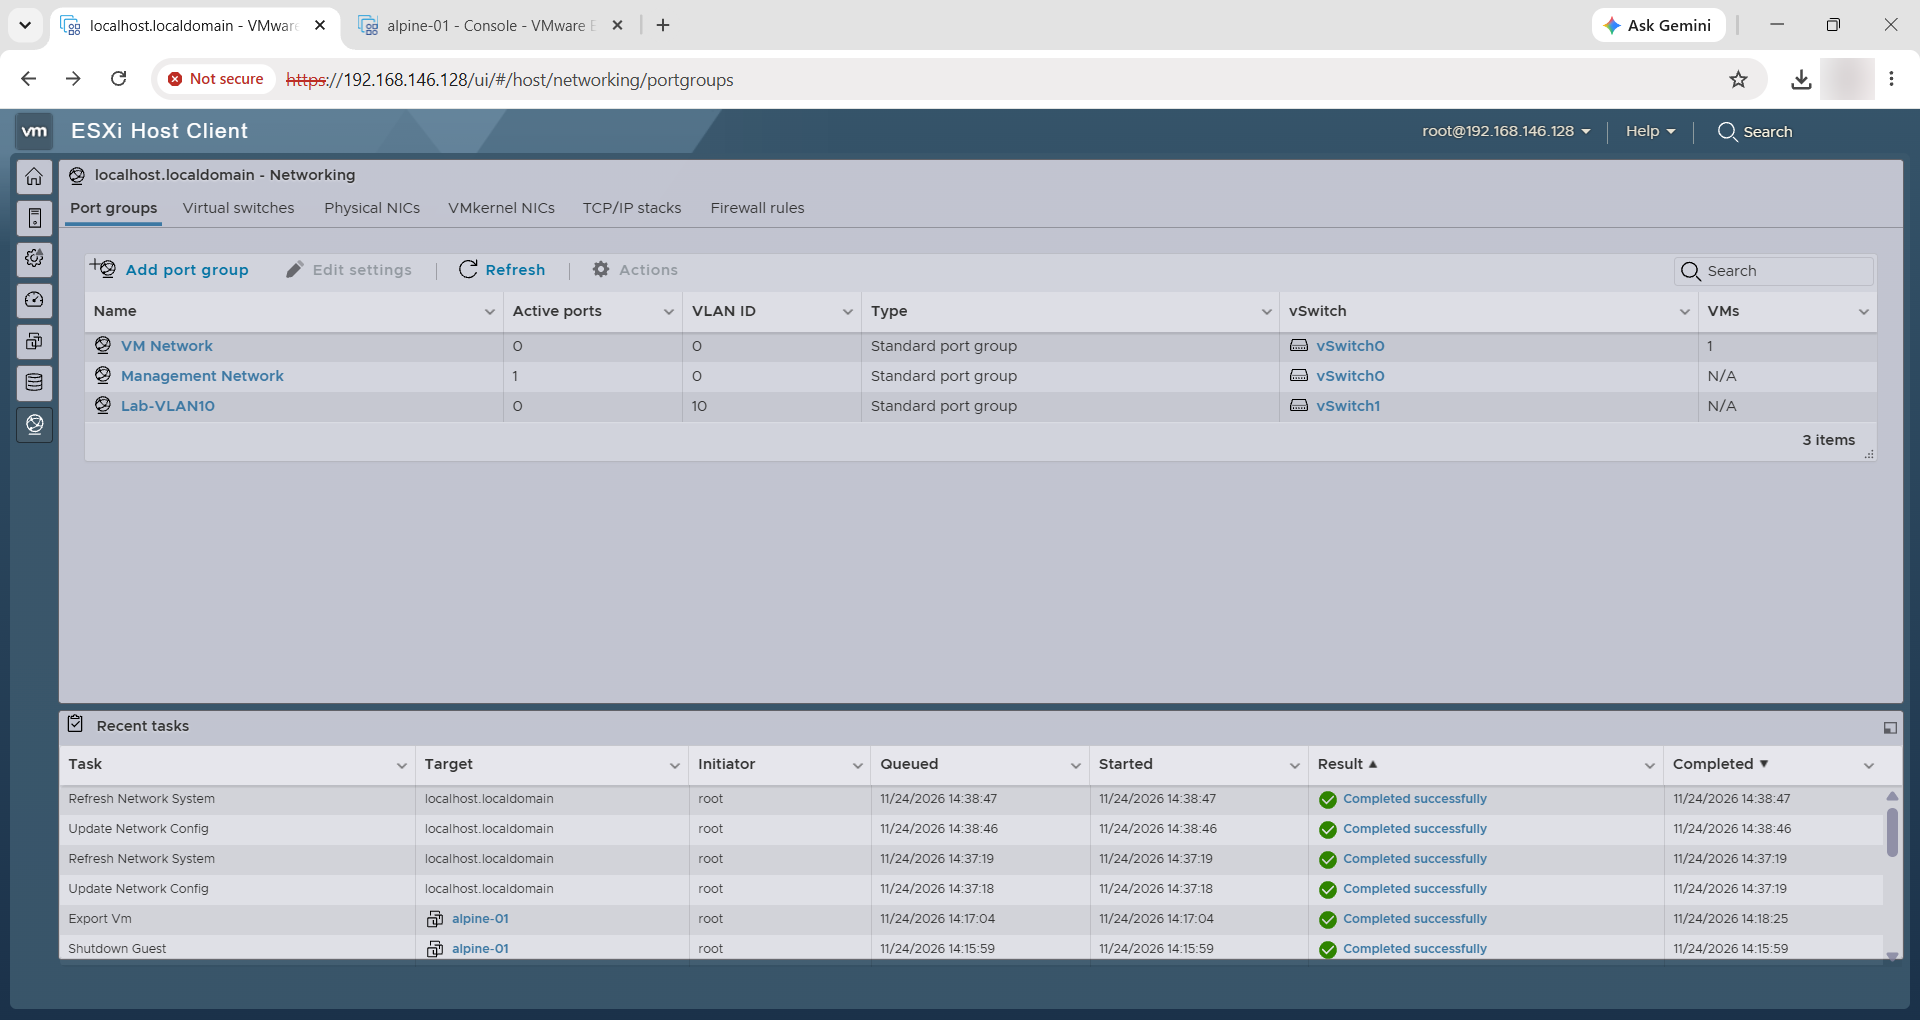 localhost.localdomain - VMware
alpine-01 - Console - VMware E
Ask Gemini
Not secure
https://192.168.146.128/ui/#/host/networking/portgroups
vm
ESXi Host Client
root@192.168.146.128
Help
Search
localhost.localdomain - Networking
Port groups Virtual switches Physical NICs VMkernel NICs TCP/IP stacks Firewall rules
Add port group Edit settings Refresh Actions Search
Name Active ports VLAN ID Type vSwitch VMs
VM Network 0 0 Standard port group vSwitch0 1
Management Network 1 0 Standard port group vSwitch0 N/A
Lab-VLAN10 0 10 Standard port group vSwitch1 N/A
3 items
Recent tasks
Task Target Initiator Queued Started Result Completed
Refresh Network System localhost.localdomain root 11/24/2026 14:38:47 11/24/2026 14:38:47 Completed successfully 11/24/2026 14:38:47
Update Network Config localhost.localdomain root 11/24/2026 14:38:46 11/24/2026 14:38:46 Completed successfully 11/24/2026 14:38:46
Refresh Network System localhost.localdomain root 11/24/2026 14:37:19 11/24/2026 14:37:19 Completed successfully 11/24/2026 14:37:19
Update Network Config localhost.localdomain root 11/24/2026 14:37:18 11/24/2026 14:37:18 Completed successfully 11/24/2026 14:37:19
Export Vm alpine-01 root 11/24/2026 14:17:04 11/24/2026 14:17:04 Completed successfully 11/24/2026 14:18:25
Shutdown Guest alpine-01 root 11/24/2026 14:15:59 11/24/2026 14:15:59 Completed successfully 11/24/2026 14:15:59